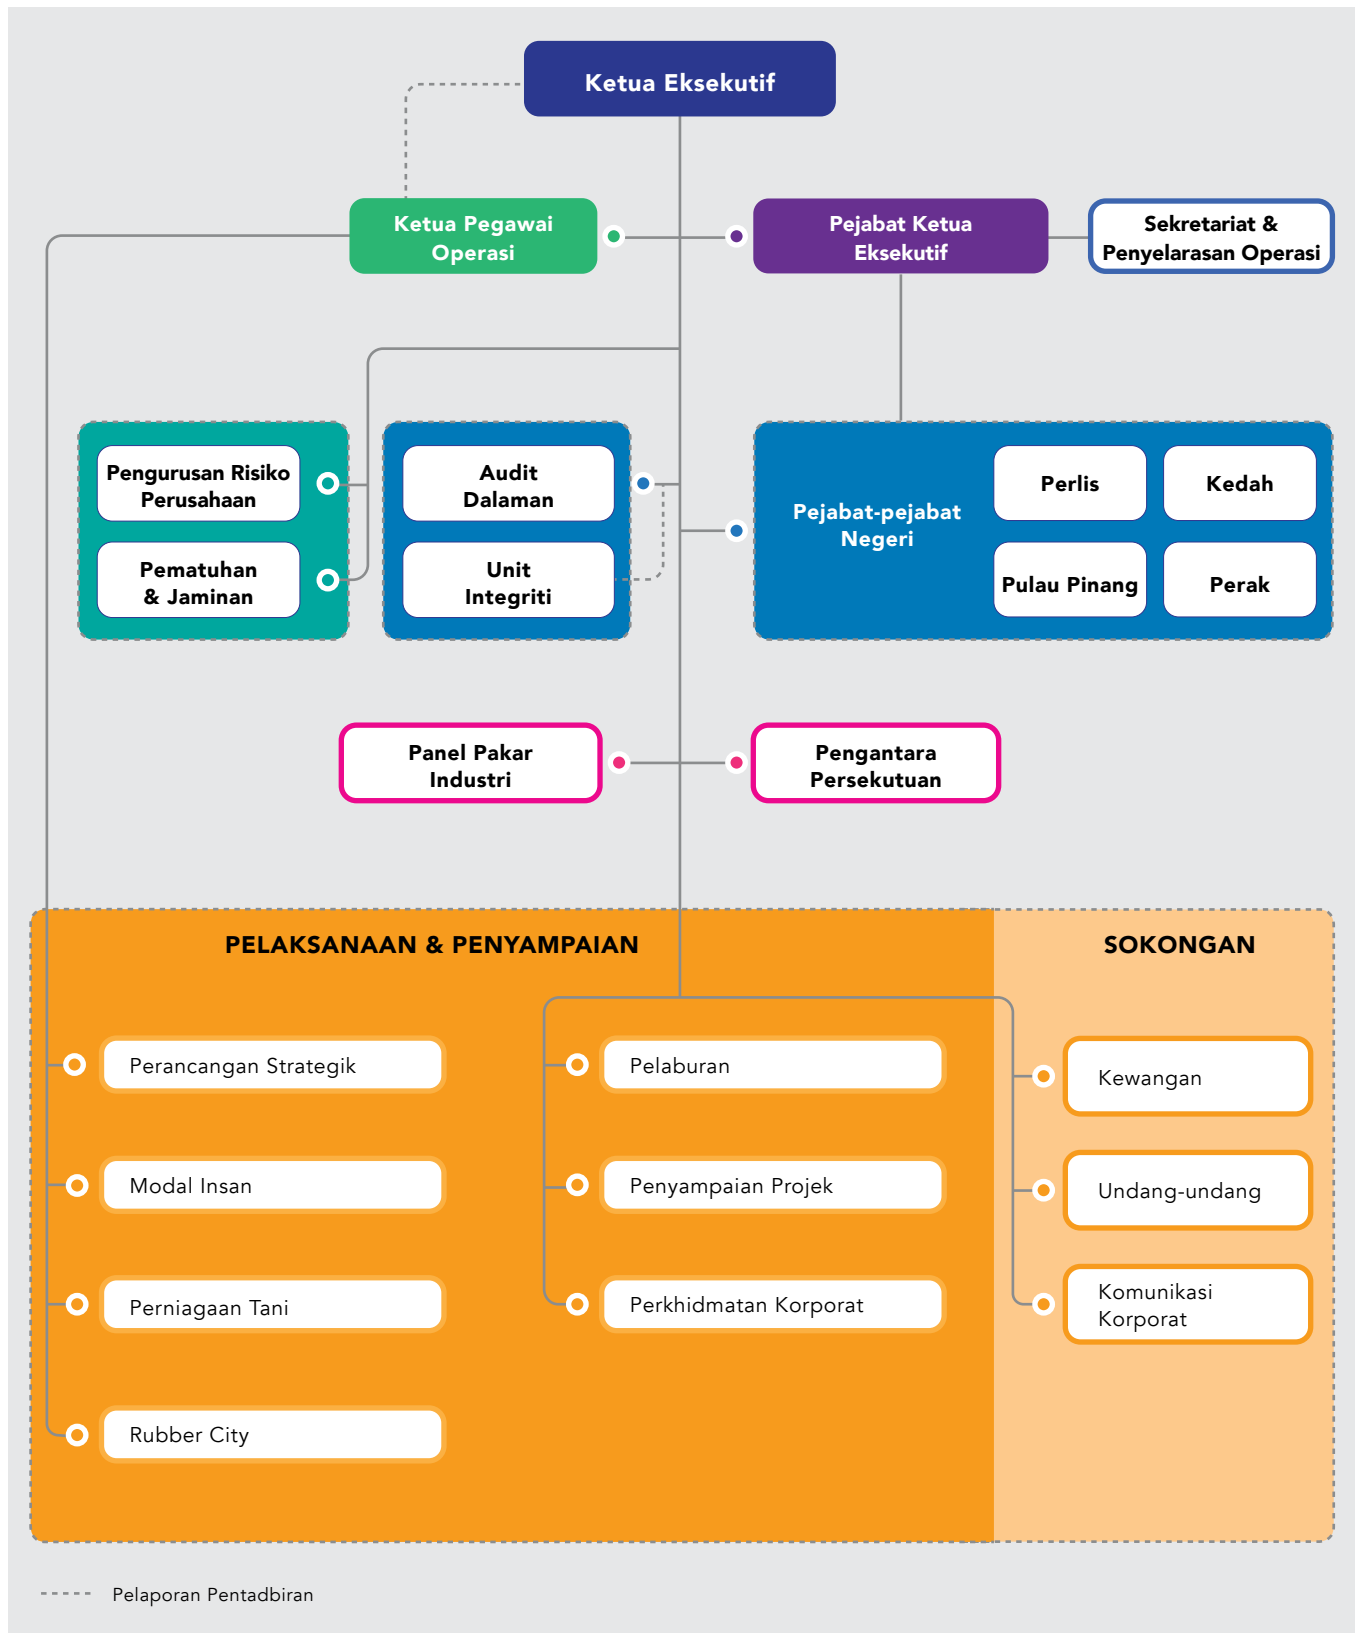 Ketua Eksekutif
Ketua Pegawai
Operasi
Pejabat Ketua
Eksekutif
Sekretariat &
Penyelarasan Operasi
Pengurusan Risiko
Perusahaan
Pematuhan
& Jaminan
Audit
Dalaman
Unit
Integriti
Pejabat-pejabat
Negeri
Perlis
Kedah
Pulau Pinang
Perak
Panel Pakar
Industri
Pengantara
Persekutuan
PELAKSANAAN & PENYAMPAIAN
Perancangan Strategik
Modal Insan
Perniagaan Tani
Rubber City
Pelaburan
Penyampaian Projek
Perkhidmatan Korporat
SOKONGAN
Kewangan
Undang-undang
Komunikasi
Korporat
Pelaporan Pentadbiran